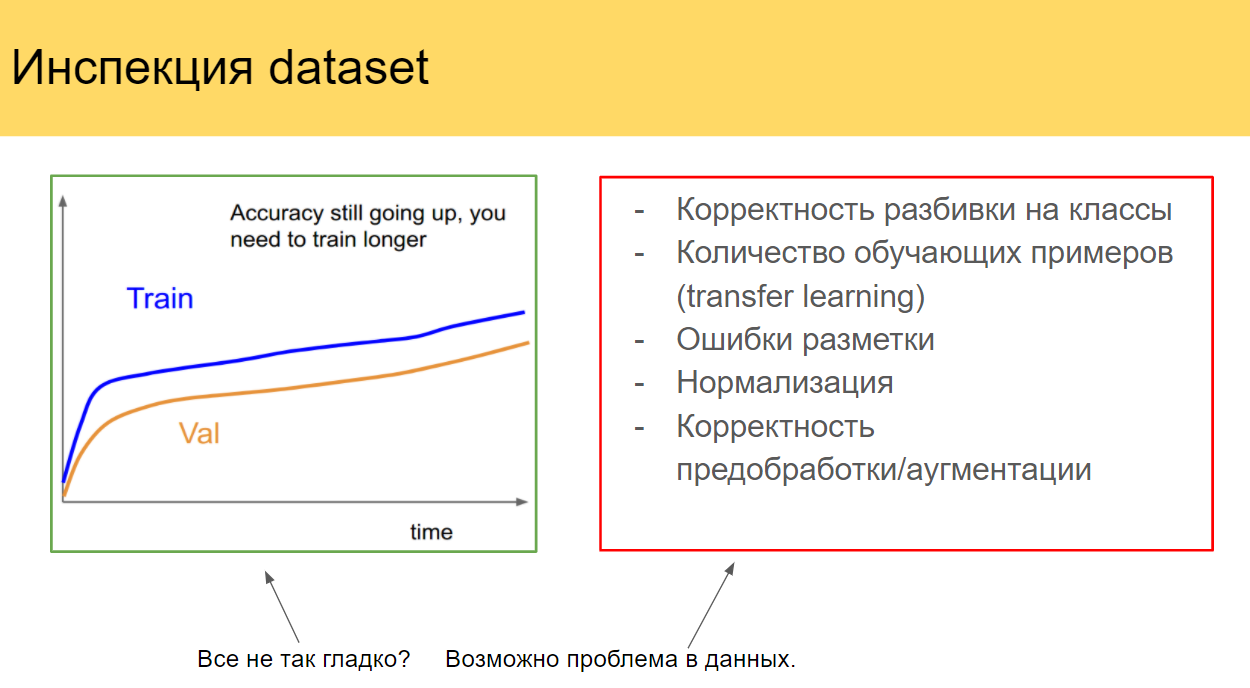 Инспекция dataset
Accuracy still going up, you
need to train longer
Train
Val
time
- Корректность разбивки на классы
- Количество обучающих примеров
(transfer learning)
- Ошибки разметки
- Нормализация
- Корректность
предобработки/аугментации
Все не так гладко?
Возможно проблема в данных.